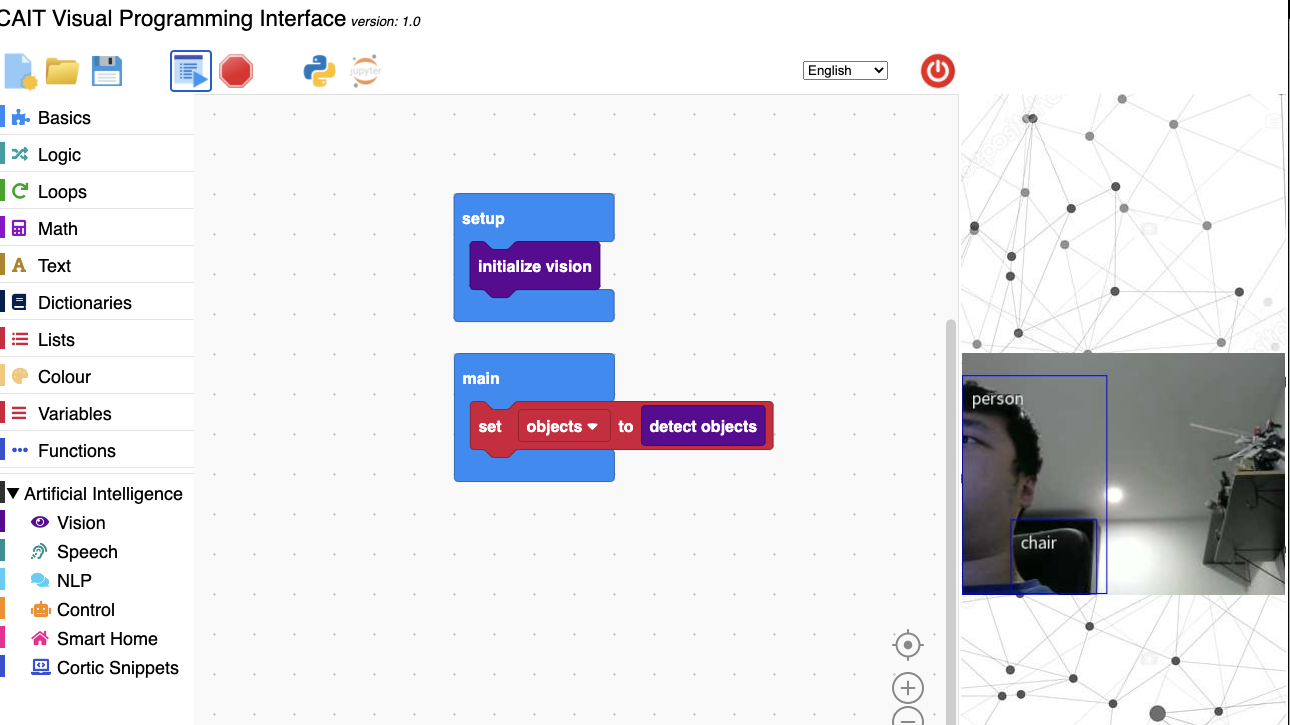 CAIT Visual Programming Interface version: 1.0
jupyter
English
Basics
Logic
Loops
Math
Text
Dictionaries
Lists
Colour
Variables
Functions
Artificial Intelligence
Vision
Speech
NLP
Control
Smart Home
Cortic Snippets
setup
initialize vision
main
set objects to detect objects
person
chair